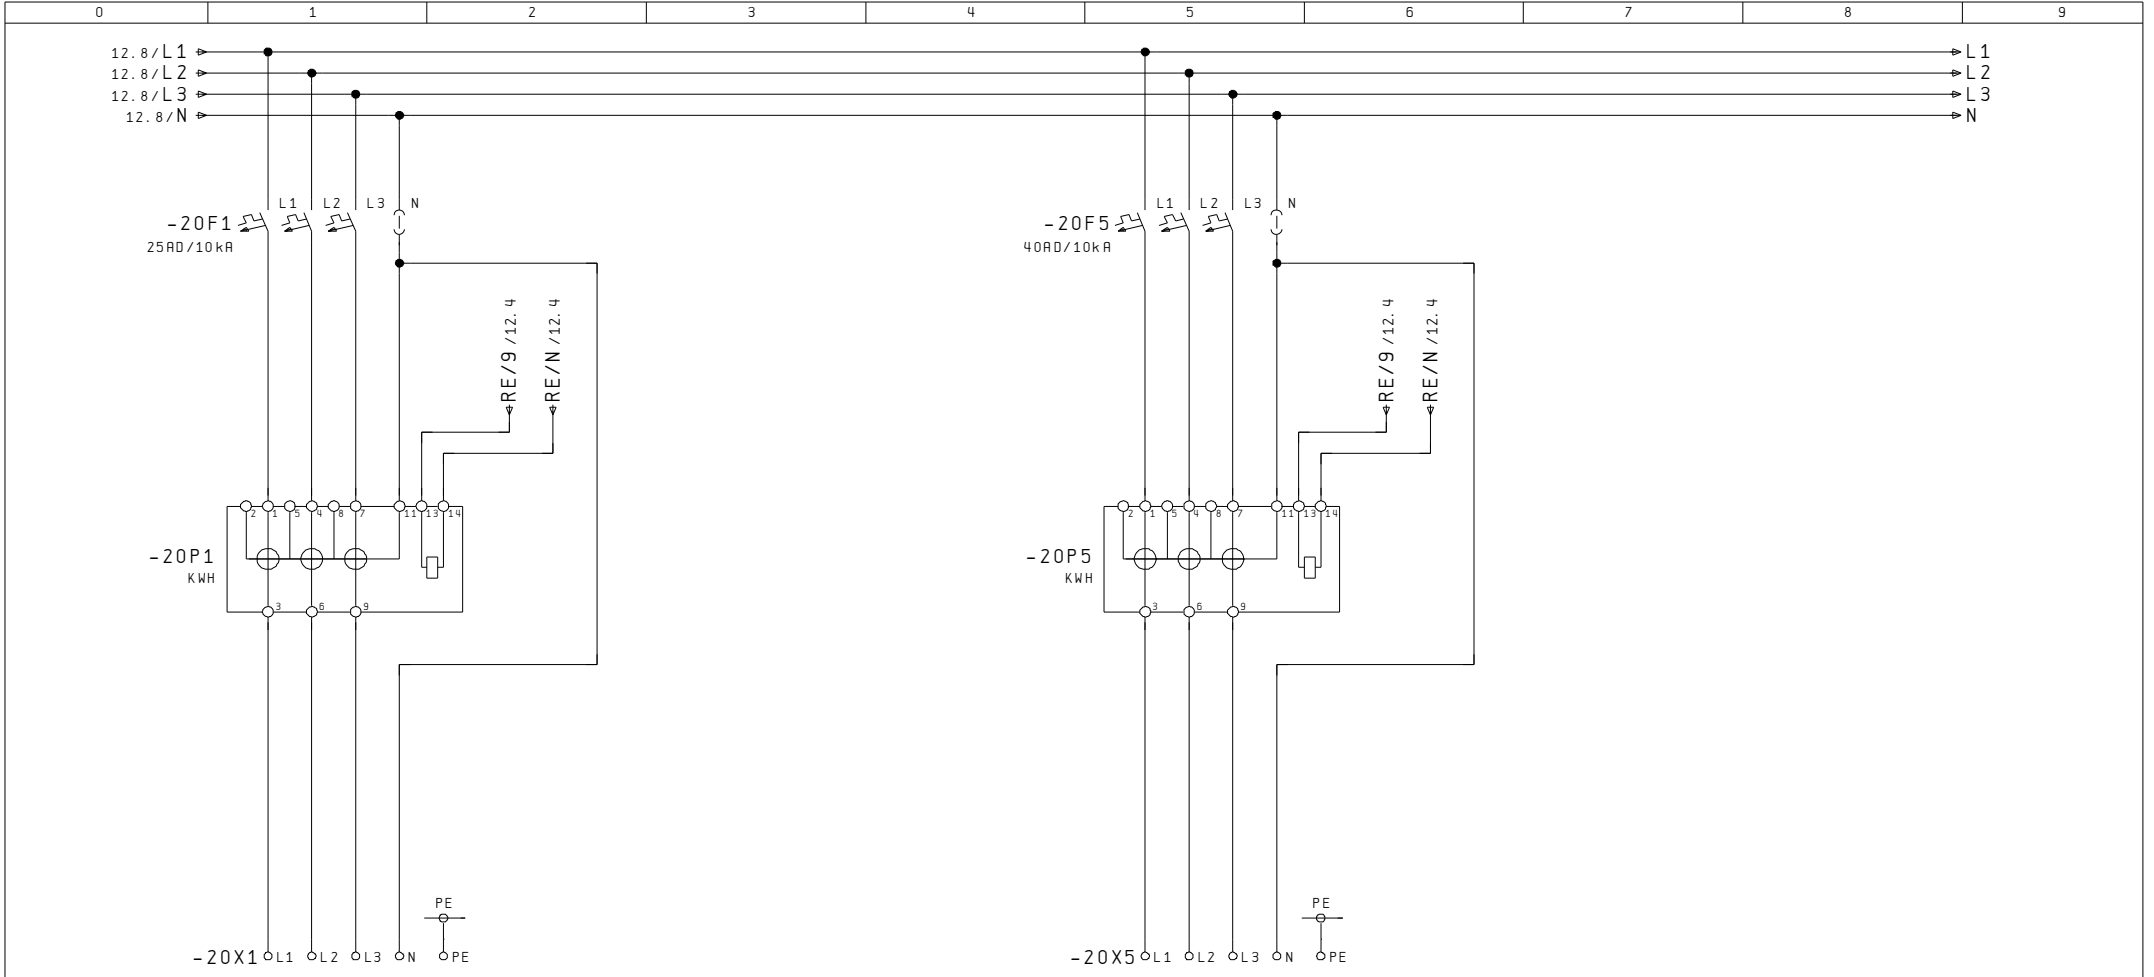 0 1 2 3 4 5 6 7 8 9
12.8/L1 L1
12.8/L2 L2
12.8/L3 L3
12.8/N N
L1 L2 L3 N L1 L2 L3 N
-20F1 -20F5
25AD/10kA 40AD/10kA
RE/9 /12.4
RE/N /12.4
RE/9 /12.4
RE/N /12.4
2 1 5 4 8 7 11 13 14 2 1 5 4 8 7 11 13 14
-20P1 -20P5
KWH KWH
3 6 9 3 6 9
PE PE
-20X1 L1 L2 L3 N PE -20X5 L1 L2 L3 N PE